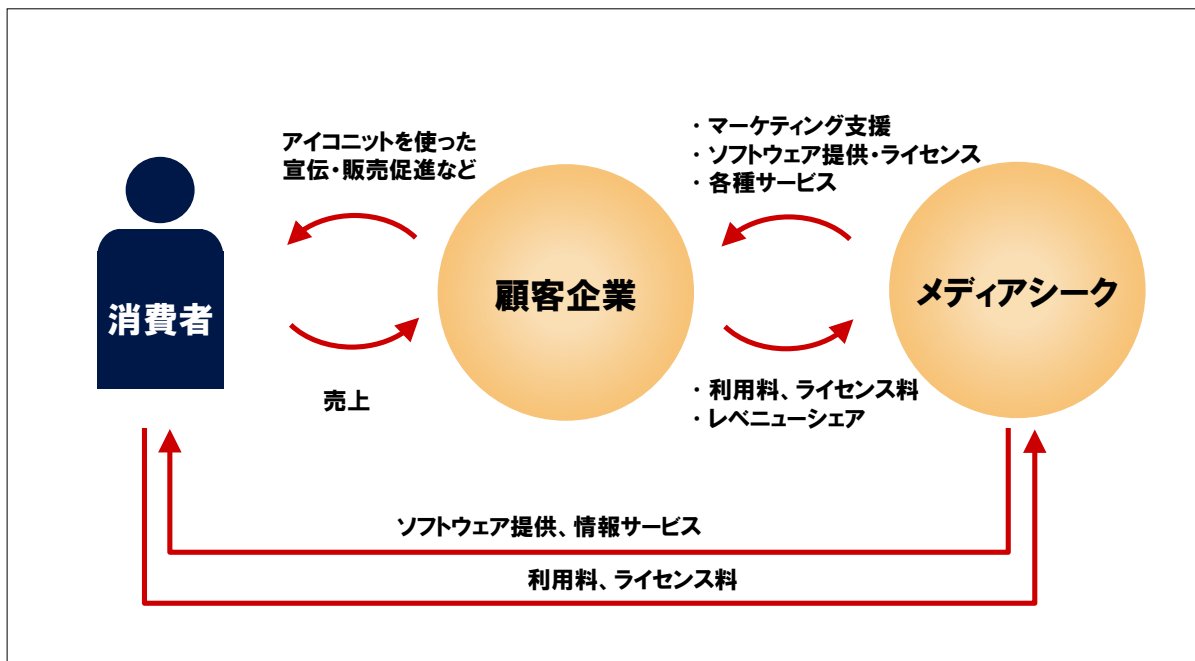 アイコニットを使った
宣伝・販売促進など
・ マーケティング支援
・ ソフトウェア提供・ライセンス
・ 各種サービス
消費者
顧客企業
メディアシーク
売上
・ 利用料、ライセンス料
・ レベニューシェア
ソフトウェア提供、情報サービス
利用料、ライセンス料